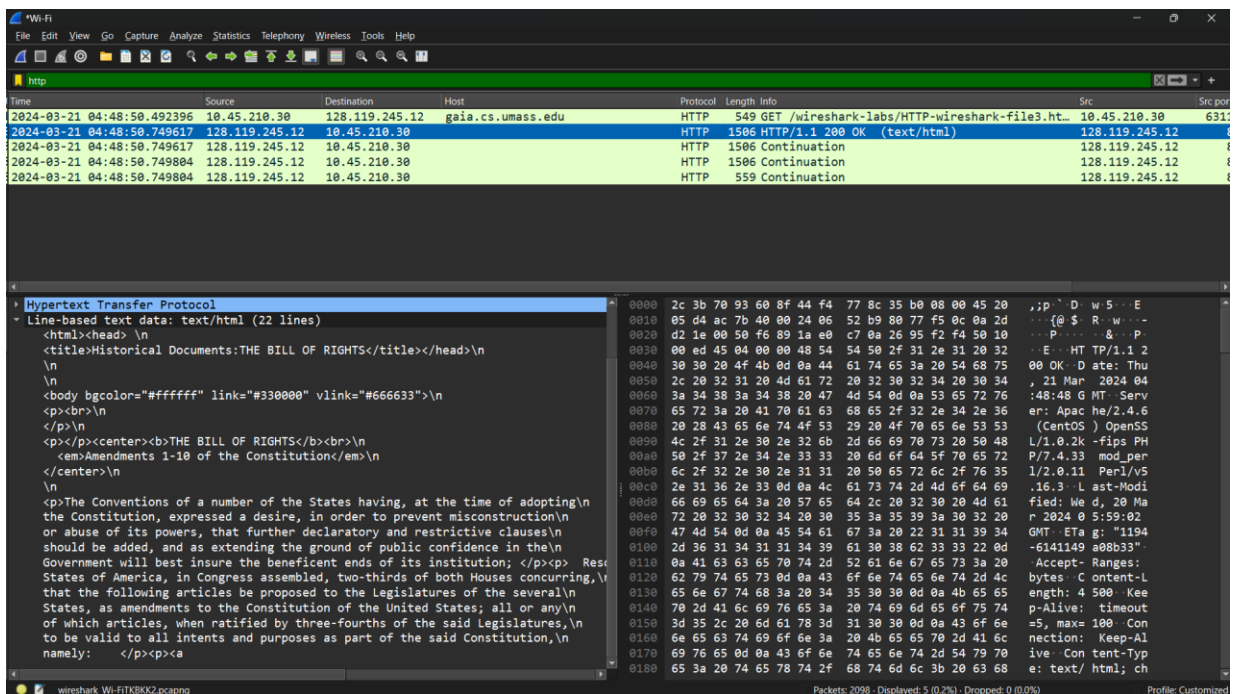 *Wi-Fi
File Edit View Go Capture Analyze Statistics Telephony Wireless Tools Help
http
Time Source Destination Host Protocol Length Info Src Src por
2024-03-21 04:48:50.492396 10.45.210.30 128.119.245.12 gaia.cs.umass.edu HTTP 549 GET /wireshark-labs/HTTP-wireshark-file3.ht… 10.45.210.30 631
2024-03-21 04:48:50.749617 128.119.245.12 10.45.210.30 HTTP 1506 HTTP/1.1 200 OK (text/html) 128.119.245.12
2024-03-21 04:48:50.749617 128.119.245.12 10.45.210.30 HTTP 1506 Continuation 128.119.245.12
2024-03-21 04:48:50.749804 128.119.245.12 10.45.210.30 HTTP 1506 Continuation 128.119.245.12
2024-03-21 04:48:50.749804 128.119.245.12 10.45.210.30 HTTP 559 Continuation 128.119.245.12
Hypertext Transfer Protocol
Line-based text data: text/html (22 lines)
<html><head> \n
<title>Historical Documents:THE BILL OF RIGHTS</title></head>\n
\n
\n
<body bgcolor="#ffffff" link="#330000" vlink="#666633">\n
<p><br>\n
</p>\n
<p></p><center><b>THE BILL OF RIGHTS</b><br>\n
<em>Amendments 1-10 of the Constitution</em>\n
</center>\n
\n
<p>The Conventions of a number of the States having, at the time of adopting\n
the Constitution, expressed a desire, in order to prevent misconstruction\n
or abuse of its powers, that further declaratory and restrictive clauses\n
should be added, and as extending the ground of public confidence in the\n
Government will best insure the beneficent ends of its institution; </p><p> Reso
States of America, in Congress assembled, two-thirds of both Houses concurring,\n
that the following articles be proposed to the Legislatures of the several\n
States, as amendments to the Constitution of the United States; all or any\n
of which articles, when ratified by three-fourths of the said Legislatures,\n
to be valid to all intents and purposes as part of the said Constitution,\n
namely: </p><p><a
0000 2c 3b 70 93 60 8f 44 f4 77 8c 35 b0 08 00 45 20 ,;p·`·D· w·5···E
0010 05 d4 ac 7b 40 00 24 06 52 b9 80 77 f5 0c 0a 2d ···{@·$· R··w···-
0020 d2 1e 00 50 f6 89 1a e0 c7 0a 26 95 f2 f4 50 10 ···P···· ··&···P·
0030 00 ed 45 04 00 00 48 54 54 50 2f 31 2e 31 20 32 ··E···HT TP/1.1 2
0040 30 30 20 4f 4b 0d 0a 44 61 74 65 3a 20 54 68 75 00 OK··D ate: Thu
0050 2c 20 32 31 20 4d 61 72 20 32 30 32 34 20 30 34 , 21 Mar 2024 04
0060 3a 34 38 3a 34 38 20 47 4d 54 0d 0a 53 65 72 76 :48:48 G MT··Serv
0070 65 72 3a 20 41 70 61 63 68 65 2f 32 2e 34 2e 36 er: Apac he/2.4.6
0080 20 28 43 65 6e 74 4f 53 29 20 4f 70 65 6e 53 53 (CentOS ) OpenSS
0090 4c 2f 31 2e 30 2e 32 6b 2d 66 69 70 73 20 50 48 L/1.0.2k -fips PH
00a0 50 2f 37 2e 34 2e 33 33 20 6d 6f 64 5f 70 65 72 P/7.4.33 mod_per
00b0 6c 2f 32 2e 30 2e 31 31 20 50 65 72 6c 2f 76 35 l/2.0.11 Perl/v5
00c0 2e 31 36 2e 33 0d 0a 4c 61 73 74 2d 4d 6f 64 69 .16.3··L ast-Modi
00d0 66 69 65 64 3a 20 57 65 64 2c 20 32 30 20 4d 61 fied: We d, 20 Ma
00e0 72 20 32 30 32 34 20 30 35 3a 35 39 3a 30 32 20 r 2024 0 5:59:02
00f0 47 4d 54 0d 0a 45 54 61 67 3a 20 22 31 31 39 34 GMT··ETa g: "1194
0100 2d 36 31 34 31 31 34 39 61 30 38 62 33 33 22 0d -6141149 a08b33"·
0110 0a 41 63 63 65 70 74 2d 52 61 6e 67 65 73 3a 20 ·Accept- Ranges:
0120 62 79 74 65 73 0d 0a 43 6f 6e 74 65 6e 74 2d 4c bytes··C ontent-L
0130 65 6e 67 74 68 3a 20 34 35 30 30 0d 0a 4b 65 65 ength: 4 500··Kee
0140 70 2d 41 6c 69 76 65 3a 20 74 69 6d 65 6f 75 74 p-Alive: timeout
0150 3d 35 2c 20 6d 61 78 3d 31 30 30 0d 0a 43 6f 6e =5, max= 100··Con
0160 6e 65 63 74 69 6f 6e 3a 20 4b 65 65 70 2d 41 6c nection: Keep-Al
0170 69 76 65 0d 0a 43 6f 6e 74 65 6e 74 2d 54 79 70 ive··Con tent-Typ
0180 65 3a 20 74 65 78 74 2f 68 74 6d 6c 3b 20 63 68 e: text/ html; ch
wireshark_Wi-FiTKBKK2.pcapng Packets: 2098 · Displayed: 5 (0.2%) · Dropped: 0 (0.0%) Profile: Customized